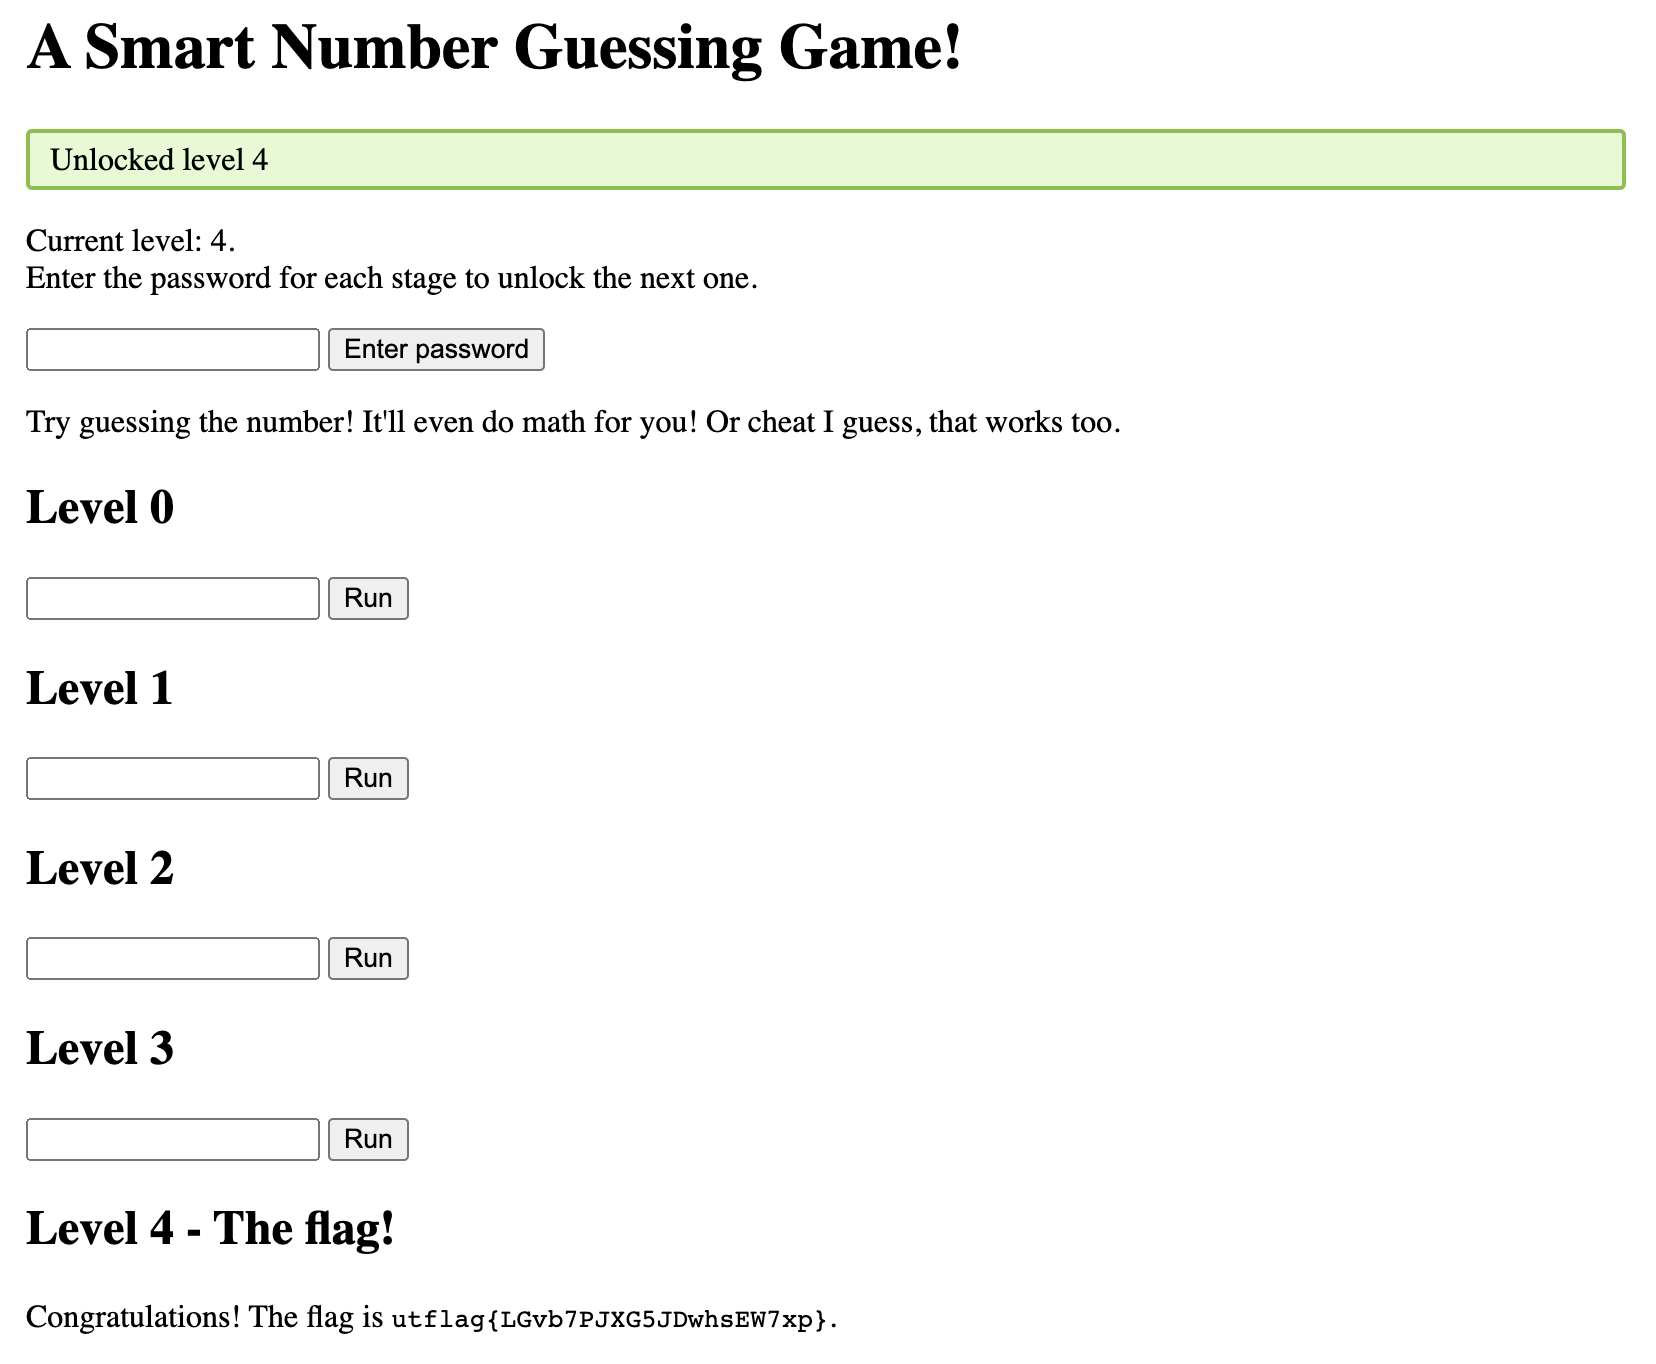 A Smart Number Guessing Game!
Unlocked level 4
Current level: 4.
Enter the password for each stage to unlock the next one.
Enter password
Try guessing the number! It'll even do math for you! Or cheat I guess, that works too.
Level 0
Run
Level 1
Run
Level 2
Run
Level 3
Run
Level 4 - The flag!
Congratulations! The flag is utflag{LGvb7PJXG5JDwhsEW7xp}.